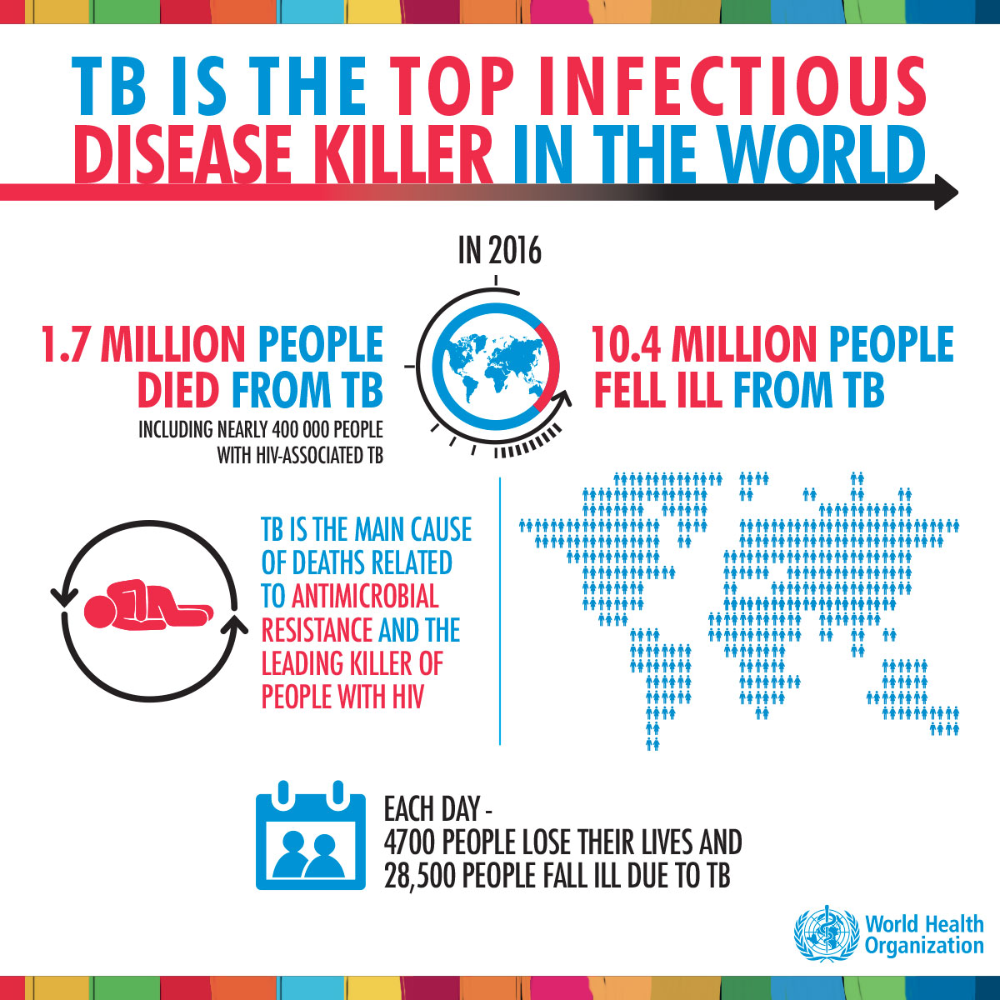 TB IS THE TOP INFECTIOUS
DISEASE KILLER IN THE WORLD
IN 2016
1.7 MILLION PEOPLE
DIED FROM TB
INCLUDING NEARLY 400 000 PEOPLE
WITH HIV-ASSOCIATED TB
10.4 MILLION PEOPLE
FELL ILL FROM TB
TB IS THE MAIN CAUSE
OF DEATHS RELATED
TO ANTIMICROBIAL
RESISTANCE AND THE
LEADING KILLER OF
PEOPLE WITH HIV
EACH DAY -
4700 PEOPLE LOSE THEIR LIVES AND
28,500 PEOPLE FALL ILL DUE TO TB
World Health
Organization